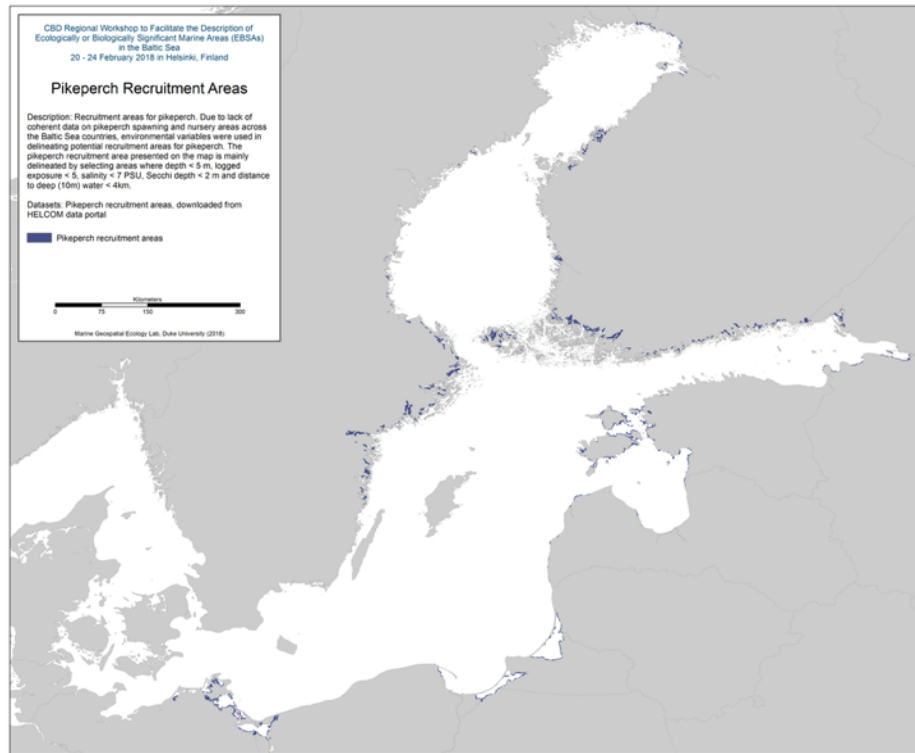 CBD Regional Workshop to Facilitate the Description of
Ecologically or Biologically Significant Marine Areas (EBSAs)
in the Baltic Sea
20 - 24 February 2018 in Helsinki, Finland
Pikeperch Recruitment Areas
Description: Recruitment areas for pikeperch. Due to lack of
coherent data on pikeperch spawning and nursery areas across
the Baltic Sea countries, environmental variables were used in
delineating potential recruitment areas for pikeperch. The
pikeperch recruitment area presented on the map is mainly
delineated by selecting areas where depth < 5 m, logged
exposure < 5, salinity < 7 PSU, Secchi depth < 2 m and distance
to deep (10m) water < 4km.
Datasets: Pikeperch recruitment areas, downloaded from
HELCOM data portal
Pikeperch recruitment areas
Kilometers
0 75 150 300
Marine Geospatial Ecology Lab, Duke University (2018)